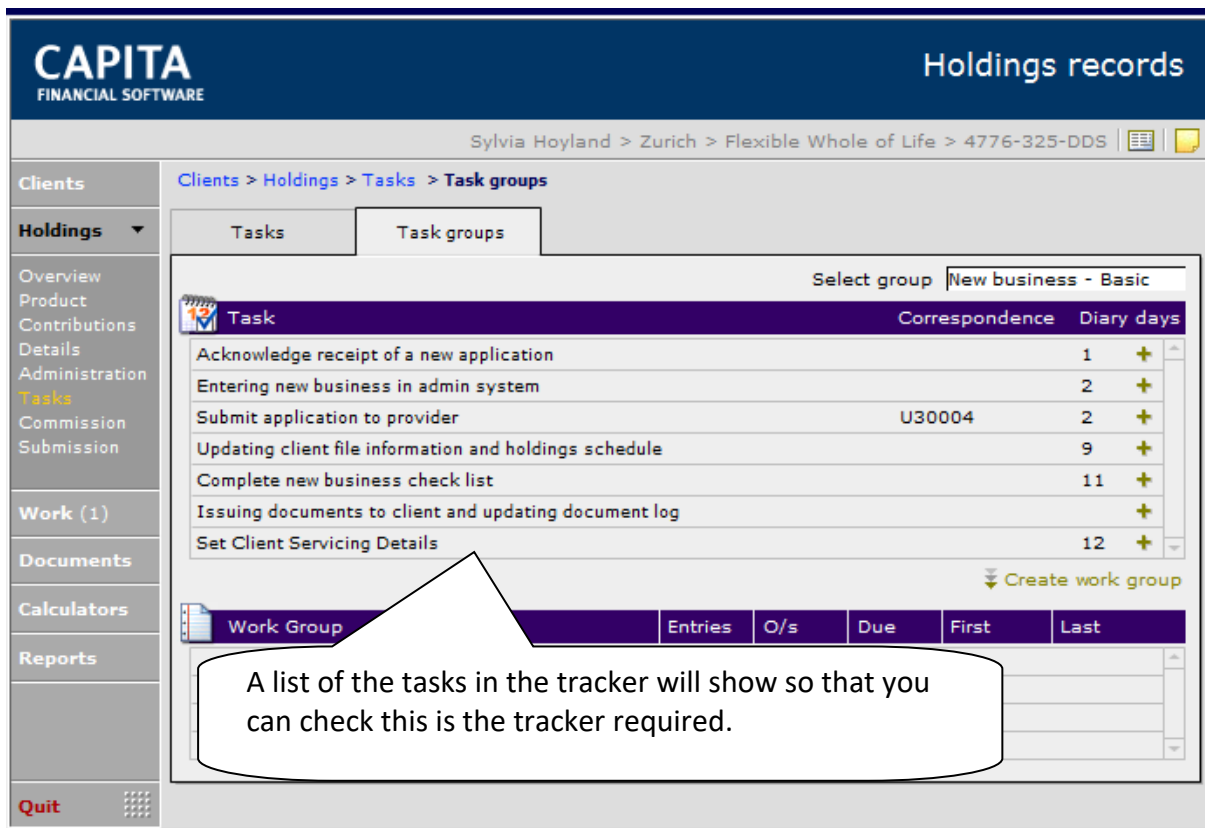 CAPITA
FINANCIAL SOFTWARE
Holdings records
Sylvia Hoyland > Zurich > Flexible Whole of Life > 4776-325-DDS
Clients
Clients > Holdings > Tasks > Task groups
Holdings
Tasks Task groups
Overview
Product
Contributions
Details
Administration
Tasks
Commission
Submission
Work (1)
Documents
Calculators
Reports
Quit
Select group New business - Basic
Task Correspondence Diary days
Acknowledge receipt of a new application 1 +
Entering new business in admin system 2 +
Submit application to provider U30004 2 +
Updating client file information and holdings schedule 9 +
Complete new business check list 11 +
Issuing documents to client and updating document log +
Set Client Servicing Details 12 +
Create work group
Work Group Entries O/s Due First Last
A list of the tasks in the tracker will show so that you
can check this is the tracker required.